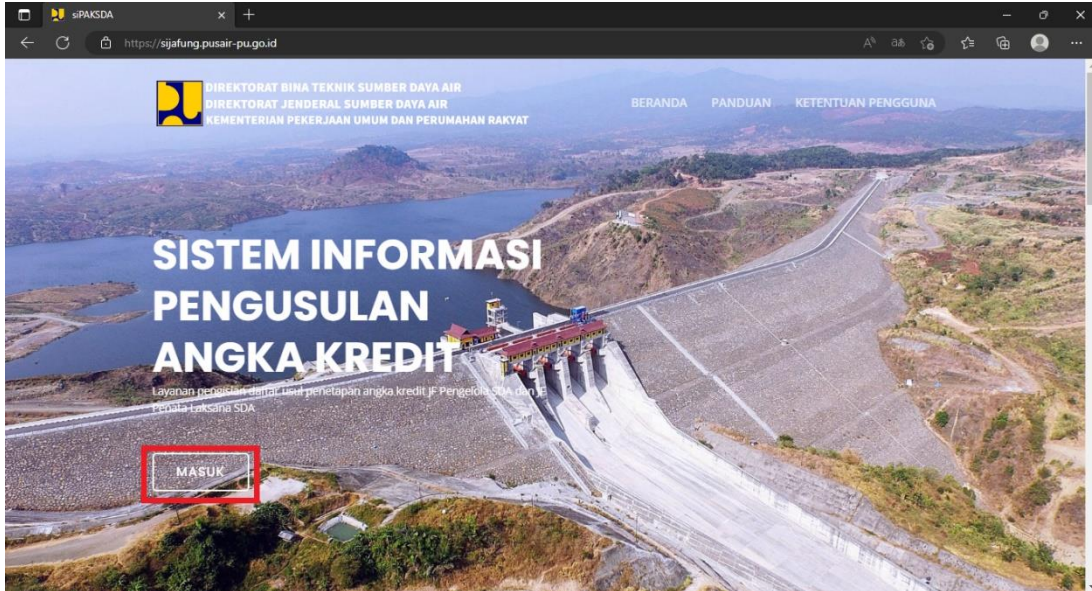 siPAKSDA
https://sijafung.pusair-pu.go.id
DIREKTORAT BINA TEKNIK SUMBER DAYA AIR
DIREKTORAT JENDERAL SUMBER DAYA AIR
KEMENTERIAN PEKERJAAN UMUM DAN PERUMAHAN RAKYAT
BERANDA PANDUAN KETENTUAN PENGGUNA
SISTEM INFORMASI
PENGUSULAN
ANGKA KREDIT
Layanan pengisian daftar usul penetapan angka kredit JF Pengelola SDA dan JF
Penata Laksana SDA
MASUK